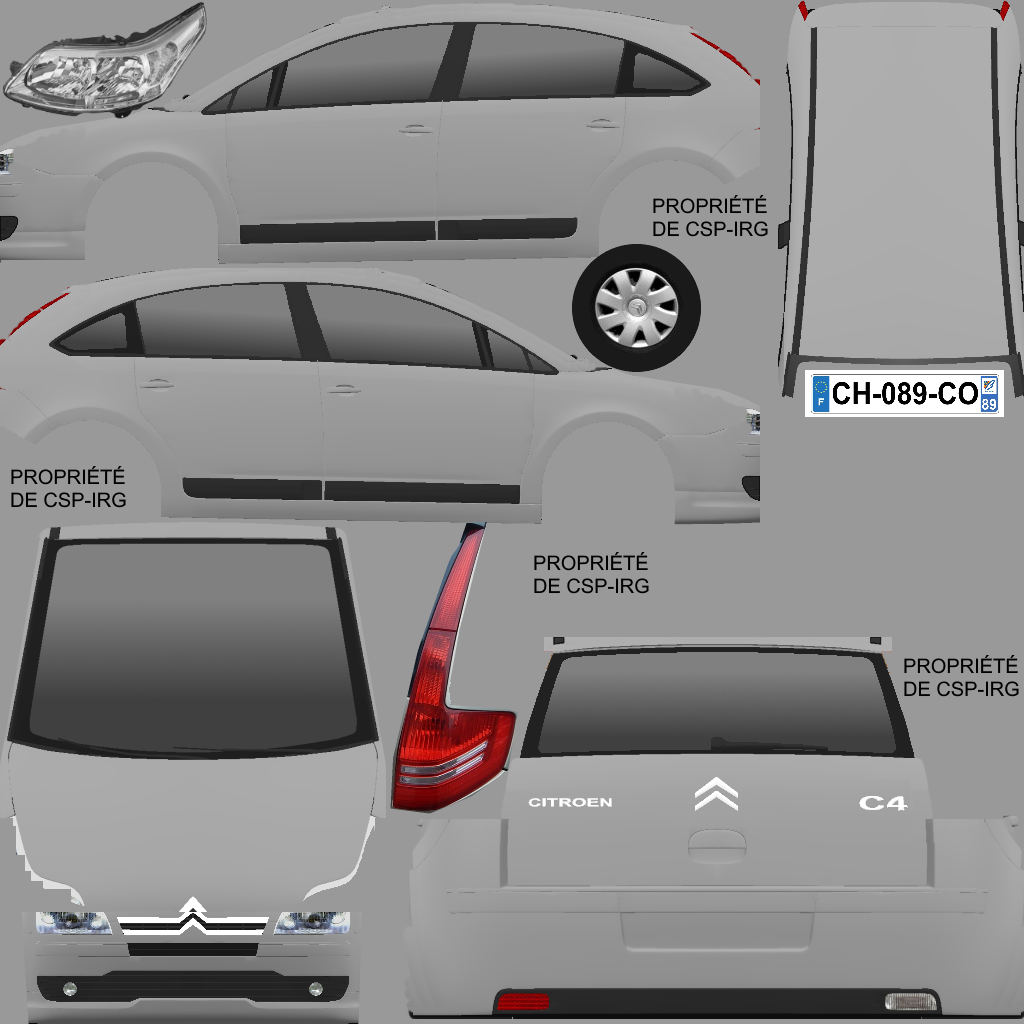 PROPRIÉTÉ
DE CSP-IRG
F
CH-089-CO
89
PROPRIÉTÉ
DE CSP-IRG
PROPRIÉTÉ
DE CSP-IRG
PROPRIÉTÉ
DE CSP-IRG
CITROEN
C4